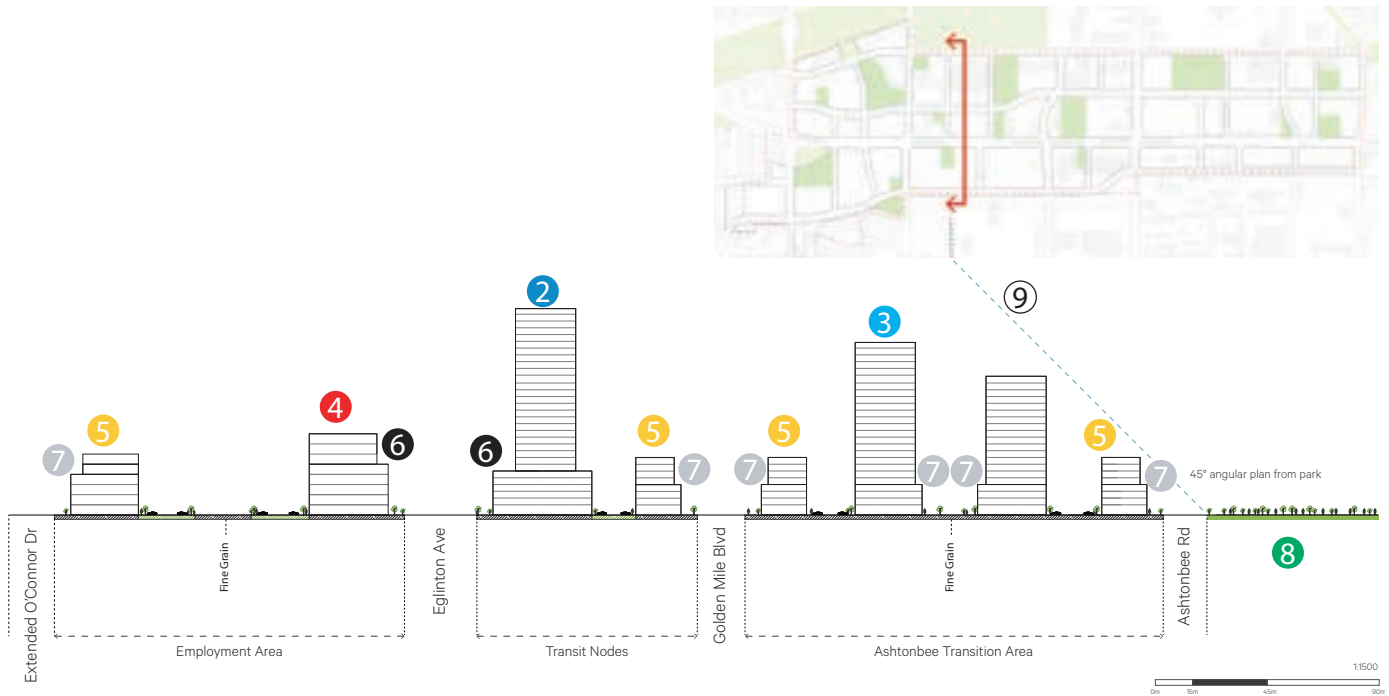 9
2
3
4
5
6
7
6
5
7
5
7
7
7
5
7
45° angular plan from park
8
Extended O'Connor Dr
Fine Grain
Eglinton Ave
Golden Mile Blvd
Fine Grain
Ashtonbee Rd
Employment Area
Transit Nodes
Ashtonbee Transition Area
1:1500
0m 15m 45m 90m